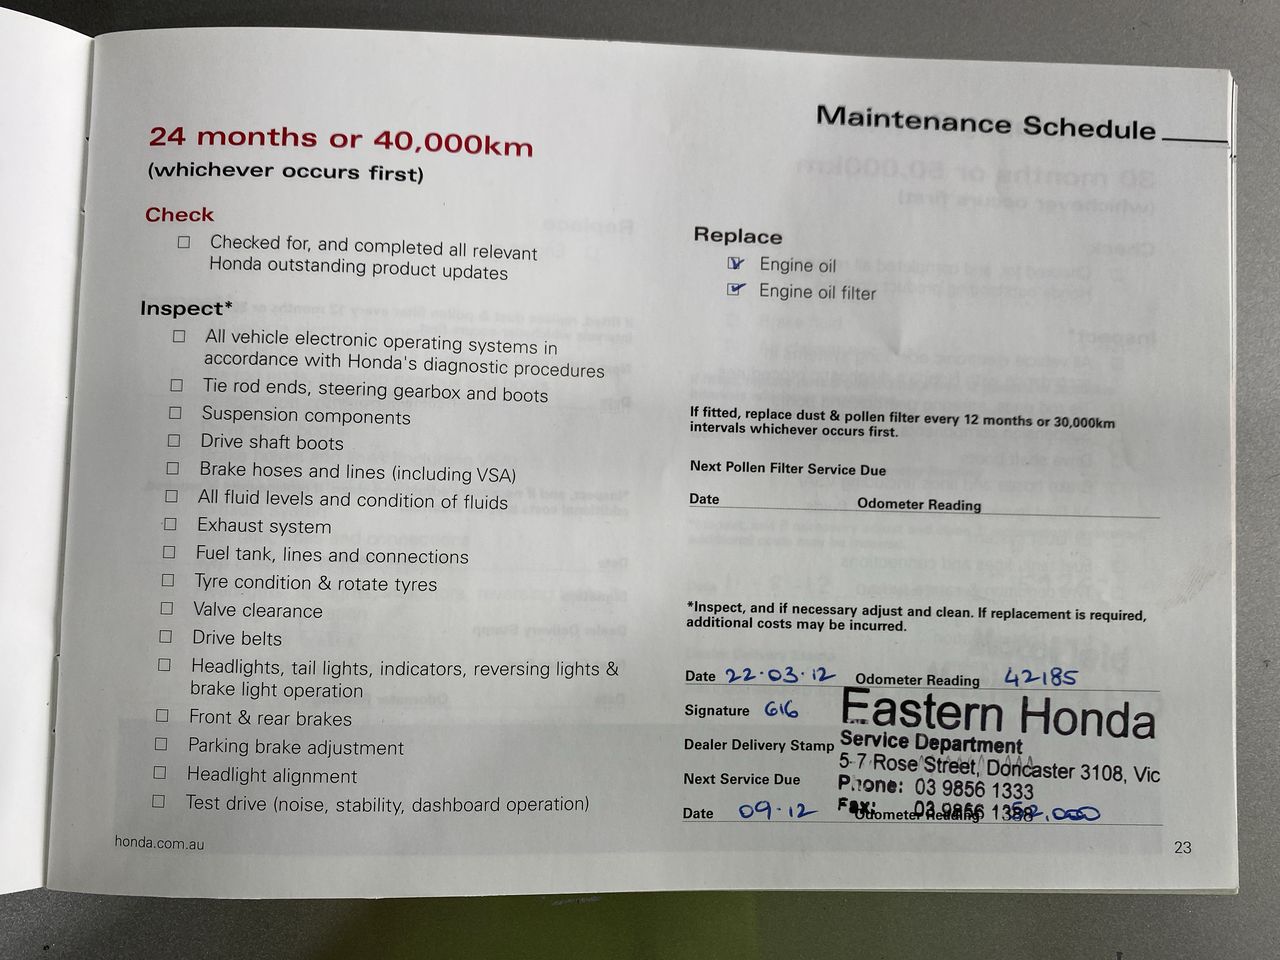 24 months or 40,000km
(whichever occurs first)
Check
Checked for, and completed all relevant
Honda outstanding product updates
Inspect*
All vehicle electronic operating systems in
accordance with Honda's diagnostic procedures
Tie rod ends, steering gearbox and boots
Suspension components
Drive shaft boots
Brake hoses and lines (including VSA)
All fluid levels and condition of fluids
Exhaust system
Fuel tank, lines and connections
Tyre condition & rotate tyres
Valve clearance
Drive belts
Headlights, tail lights, indicators, reversing lights &
brake light operation
Front & rear brakes
Parking brake adjustment
Headlight alignment
Test drive (noise, stability, dashboard operation)
honda.com.au
Maintenance Schedule
Replace
Engine oil
Engine oil filter
If fitted, replace dust & pollen filter every 12 months or 30,000km
intervals whichever occurs first.
Next Pollen Filter Service Due
Date Odometer Reading
*Inspect, and if necessary adjust and clean. If replacement is required,
additional costs may be incurred.
Date 22.03.12 Odometer Reading 42185
Signature 616
Eastern Honda
Dealer Delivery Stamp Service Department
5-7 Rose Street, Doncaster 3108, Vic
Next Service Due Phone: 03 9856 1333
Fax: 03 9856 1388
Date 09.12 Odometer Reading 52,000
23